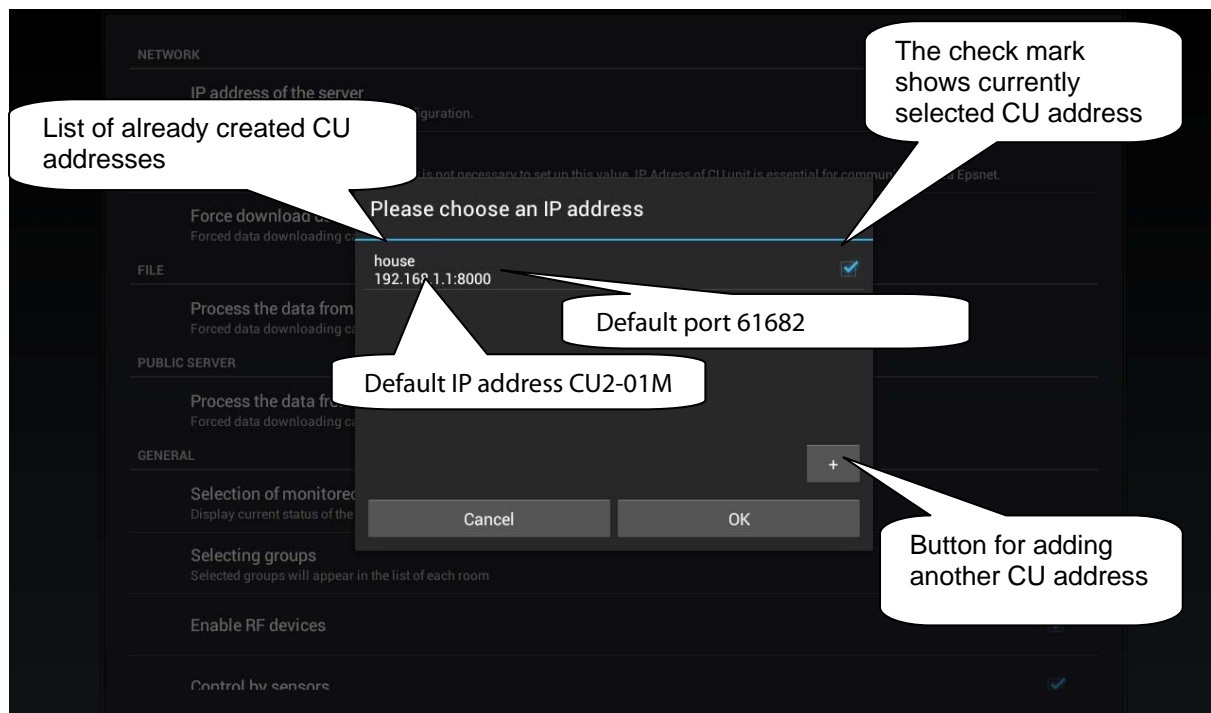 NETWORK
IP address of the server
guration.
The check mark
shows currently
selected CU address
List of already created CU
addresses
is not necessary to set up this value. IP Adress of CU unit is essential for commun Epsnet.
Please choose an IP address
Force download
Forced data downloading ca
FILE
house
192.168.1.1:8000
Process the data from
Forced data downloading ca
Default port 61682
PUBLIC SERVER
Default IP address CU2-01M
Process the data fr
Forced data downloading ca
GENERAL
+
Selection of monitored
Display current status of the
Cancel
OK
Button for adding
another CU address
Selecting groups
Selected groups will appear in the list of each room
Enable RF devices
Control by sensors